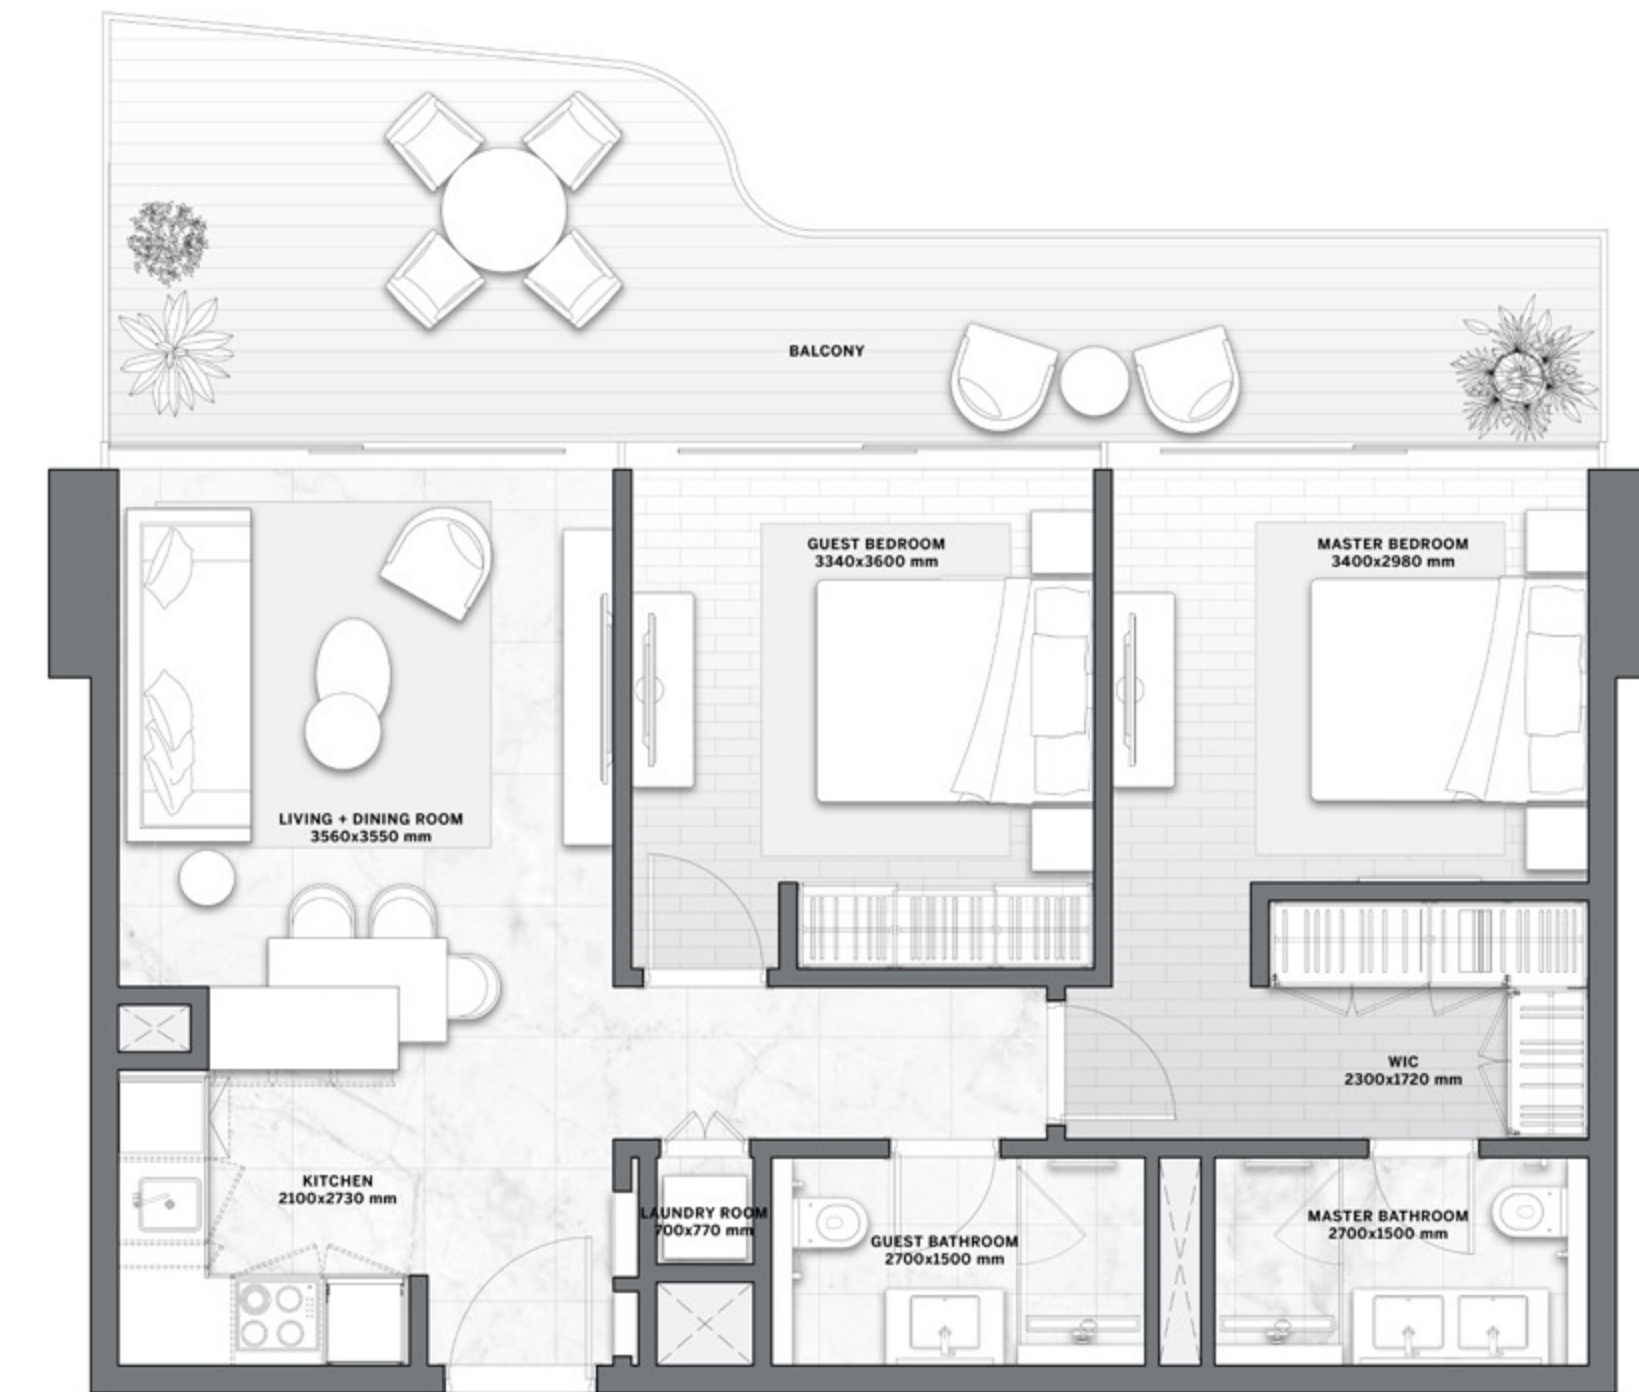 BALCONY
GUEST BEDROOM
3340x3600 mm
MASTER BEDROOM
3400x2980 mm
LIVING + DINING ROOM
3560x3550 mm
WIC
2300x1720 mm
KITCHEN
2100x2730 mm
LAUNDRY ROOM
700x770 mm
GUEST BATHROOM
2700x1500 mm
MASTER BATHROOM
2700x1500 mm